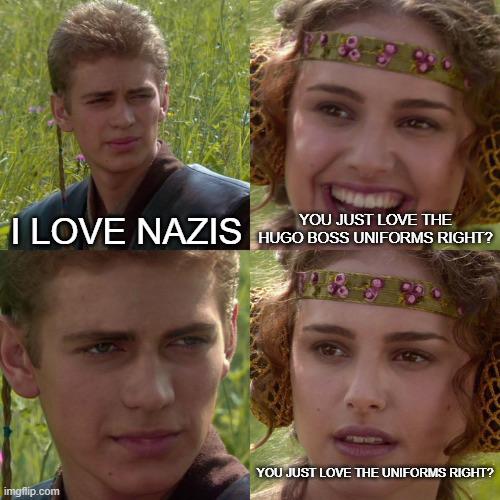 I LOVE NAZIS
YOU JUST LOVE THE
HUGO BOSS UNIFORMS RIGHT?
YOU JUST LOVE THE UNIFORMS RIGHT?
imgflip.com